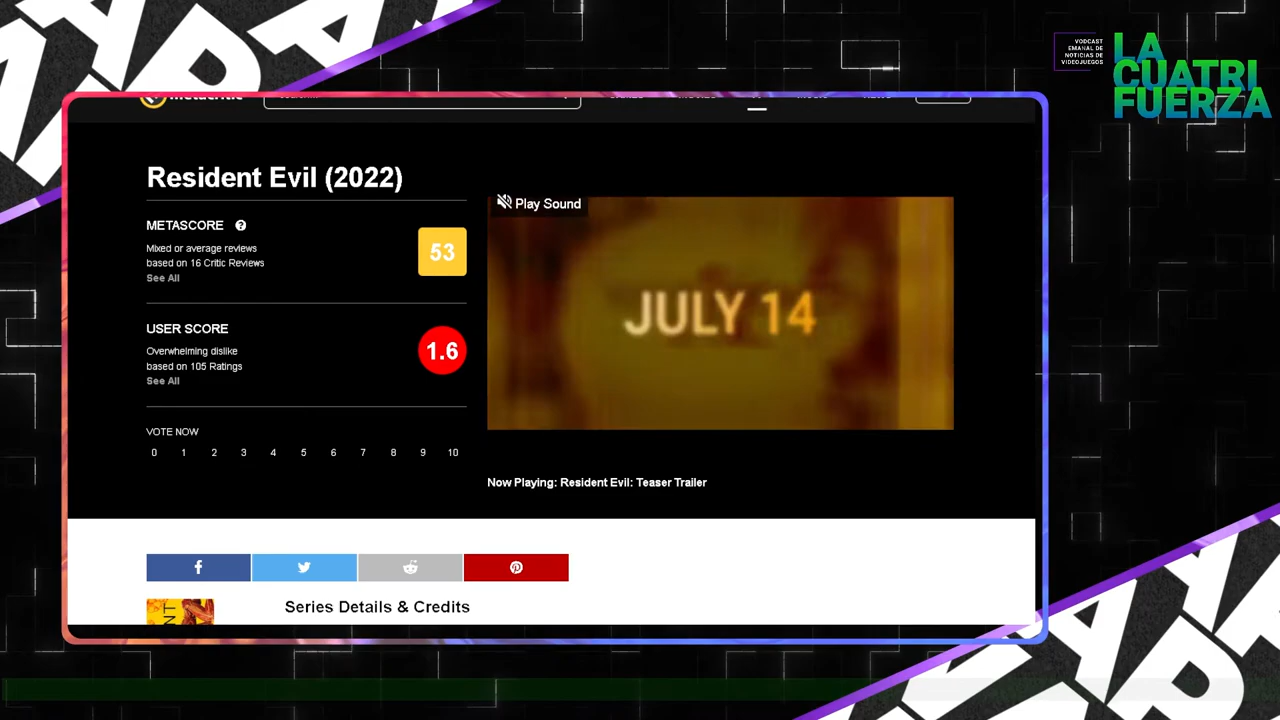 VODCAST
EMANAL DE
NOTICIAS DE
VIDEOJUEGOS
LA
CUATRI
FUERZA
Resident Evil (2022)
METASCORE
Mixed or average reviews
based on 16 Critic Reviews
See All
53
USER SCORE
Overwhelming dislike
based on 105 Ratings
See All
1.6
VOTE NOW
0 1 2 3 4 5 6 7 8 9 10
Play Sound
JULY 14
Now Playing: Resident Evil: Teaser Trailer
Series Details & Credits